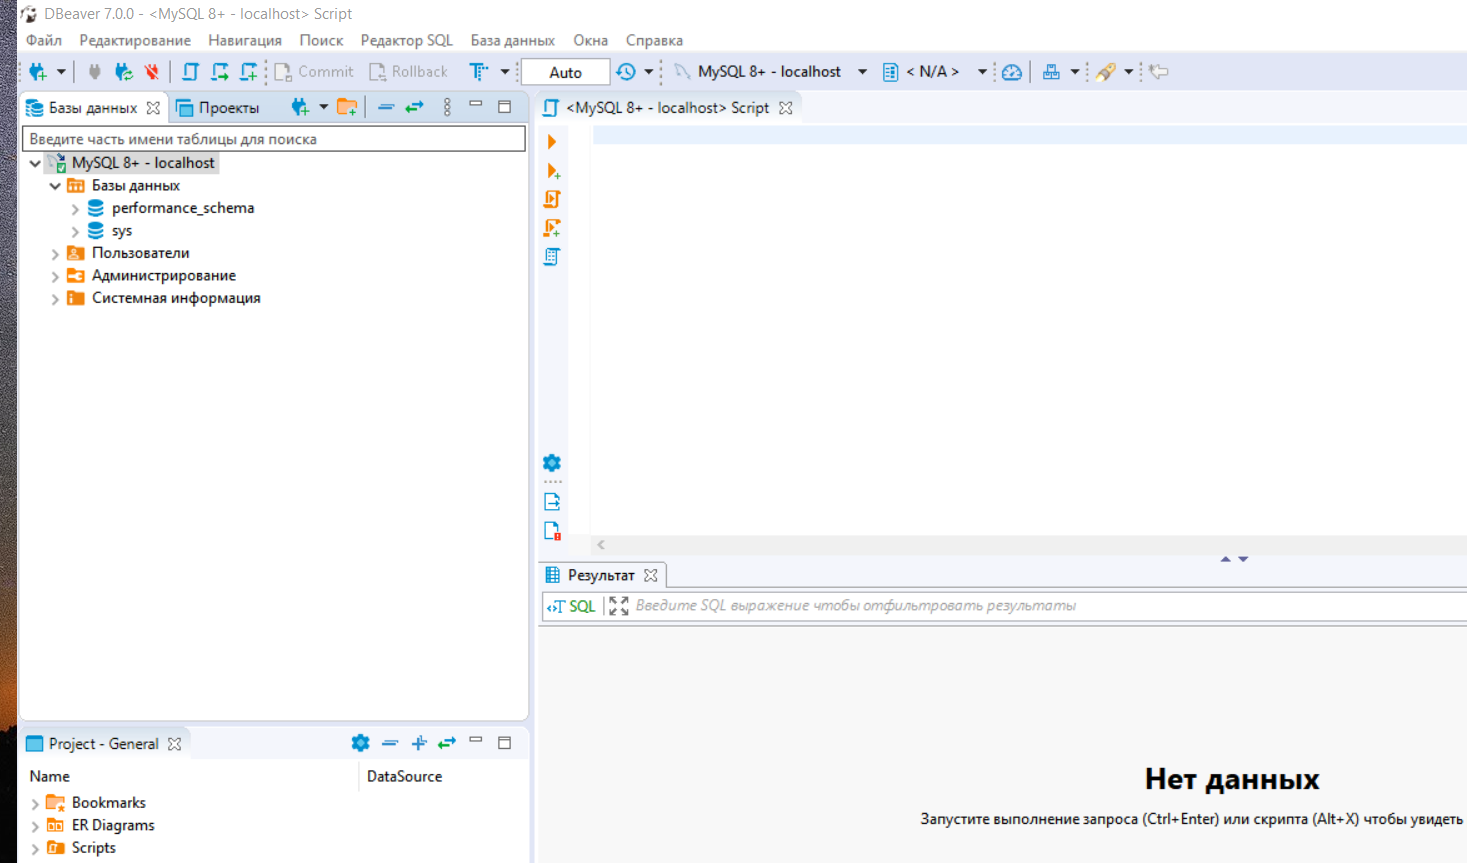 DBeaver 7.0.0 - <MySQL 8+ - localhost> Script
Файл Редактирование Навигация Поиск Редактор SQL База данных Окна Справка
Commit Rollback Auto MySQL 8+ - localhost < N/A >
Базы данных Проекты
<MySQL 8+ - localhost> Script
Введите часть имени таблицы для поиска
MySQL 8+ - localhost
Базы данных
performance_schema
sys
Пользователи
Администрирование
Системная информация
Результат
SQL Введите SQL выражение чтобы отфильтровать результаты
Нет данных
Запустите выполнение запроса (Ctrl+Enter) или скрипта (Alt+X) чтобы увидеть
Project - General
Name DataSource
Bookmarks
ER Diagrams
Scripts